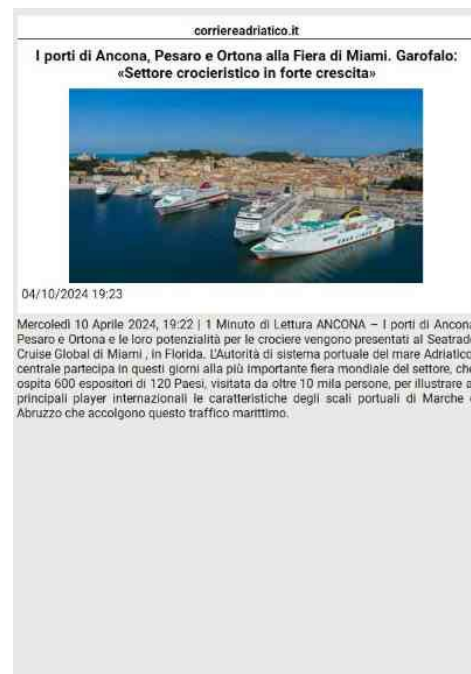 corriereadriatico.it
I porti di Ancona, Pesaro e Ortona alla Fiera di Miami. Garofalo:
«Settore crocieristico in forte crescita»
04/10/2024 19:23
Mercoledì 10 Aprile 2024, 19:22 | 1 Minuto di Lettura ANCONA – I porti di Ancona
Pesaro e Ortona e le loro potenzialità per le crociere vengono presentati al Seatrade
Cruise Global di Miami , in Florida. L'Autorità di sistema portuale del mare Adriatico
centrale partecipa in questi giorni alla più importante fiera mondiale del settore, che
ospita 600 espositori di 120 Paesi, visitata da oltre 10 mila persone, per illustrare a
principali player internazionali le caratteristiche degli scali portuali di Marche e
Abruzzo che accolgono questo traffico marittimo.